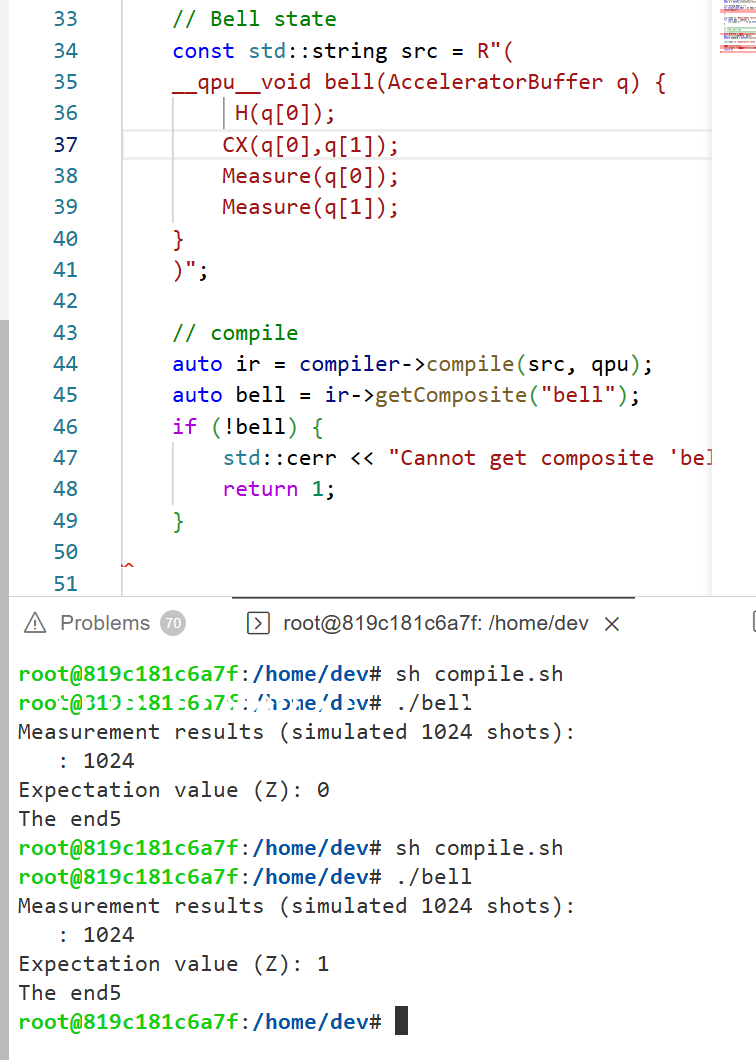 33 // Bell state
34 const std::string src = R"(
35 __qpu__void bell(AcceleratorBuffer q) {
36 H(q[0]);
37 CX(q[0],q[1]);
38 Measure(q[0]);
39 Measure(q[1]);
40 }
41 )";
42
43 // compile
44 auto ir = compiler->compile(src, qpu);
45 auto bell = ir->getComposite("bell");
46 if (!bell) {
47 std::cerr << "Cannot get composite 'bel
48 return 1;
49 }
50
51
Problems 70 root@819c181c6a7f: /home/dev
root@819c181c6a7f:/home/dev# sh compile.sh
root@819c181c6a7f:/home/dev# ./bell
Measurement results (simulated 1024 shots):
: 1024
Expectation value (Z): 0
The end5
root@819c181c6a7f:/home/dev# sh compile.sh
root@819c181c6a7f:/home/dev# ./bell
Measurement results (simulated 1024 shots):
: 1024
Expectation value (Z): 1
The end5
root@819c181c6a7f:/home/dev#